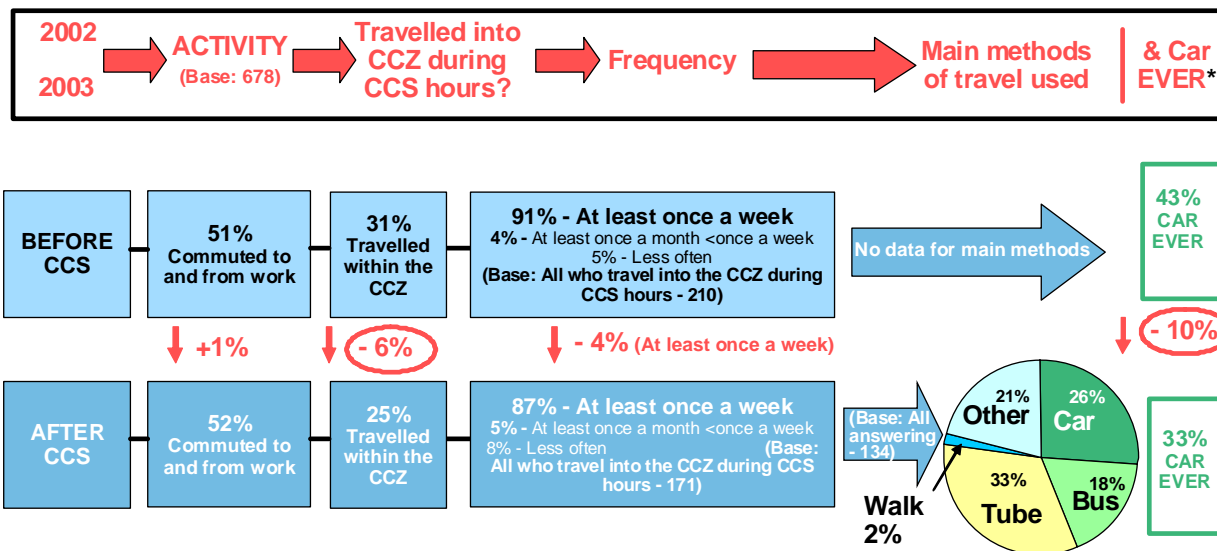 2002
2003
ACTIVITY
(Base: 678)
Travelled into
CCZ during
CCS hours?
Frequency
Main methods
of travel used
& Car
EVER*
BEFORE
CCS
51%
Commuted to
and from work
31%
Travelled
within the
CCZ
91% - At least once a week
4% - At least once a month <once a week
5% - Less often
(Base: All who travel into the CCZ during
CCS hours - 210)
No data for main methods
43%
CAR
EVER
+1%
- 6%
- 4% (At least once a week)
- 10%
AFTER
CCS
52%
Commuted to
and from work
25%
Travelled
within the
CCZ
87% - At least once a week
5% - At least once a month <once a week
8% - Less often (Base:
All who travel into the CCZ during CCS
hours - 171)
(Base: All
answering
- 134)
21%
Other
26%
Car
18%
Bus
33%
Tube
Walk
2%
33%
CAR
EVER